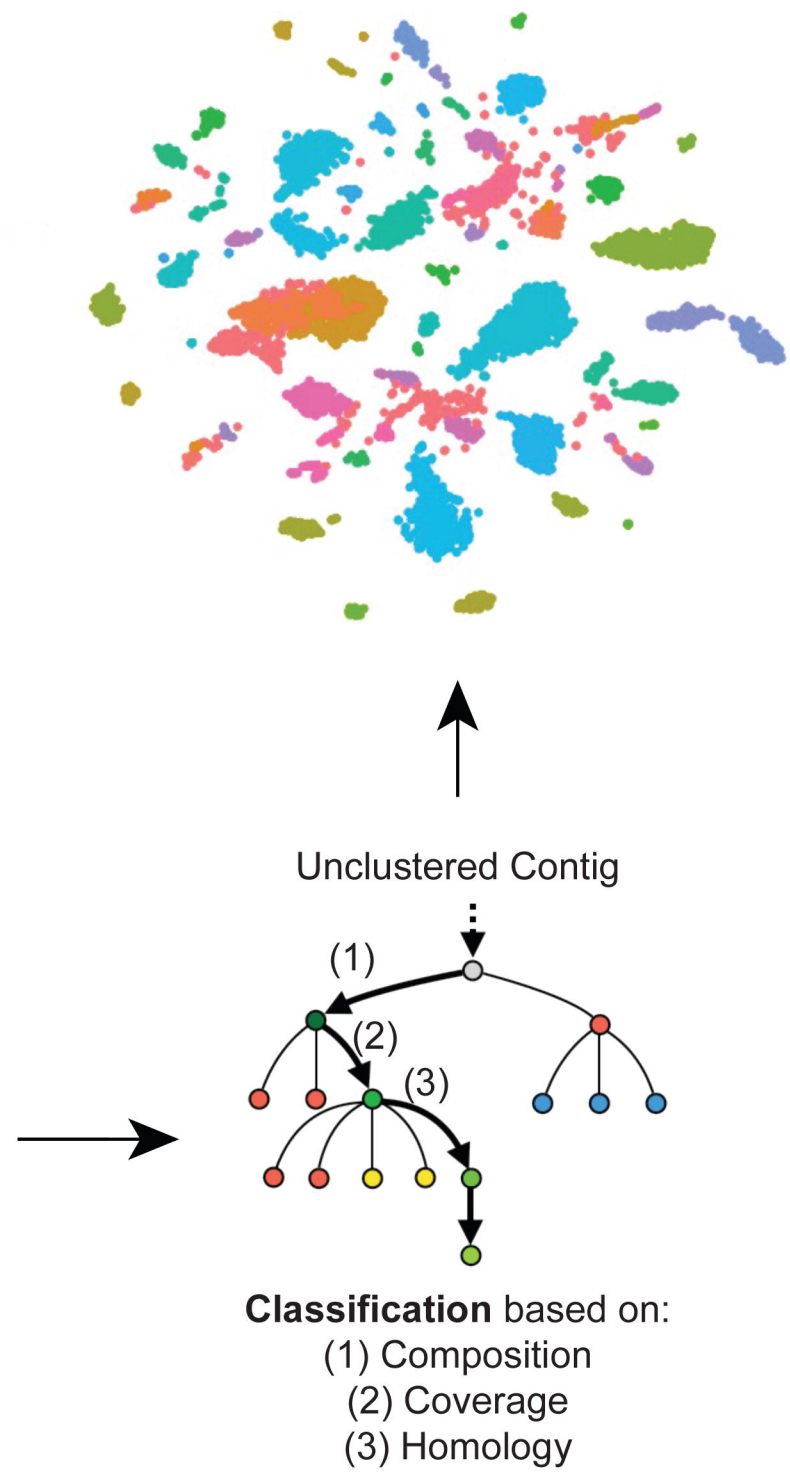 Unclustered Contig
(1)
(2)
(3)
Classification based on:
(1) Composition
(2) Coverage
(3) Homology